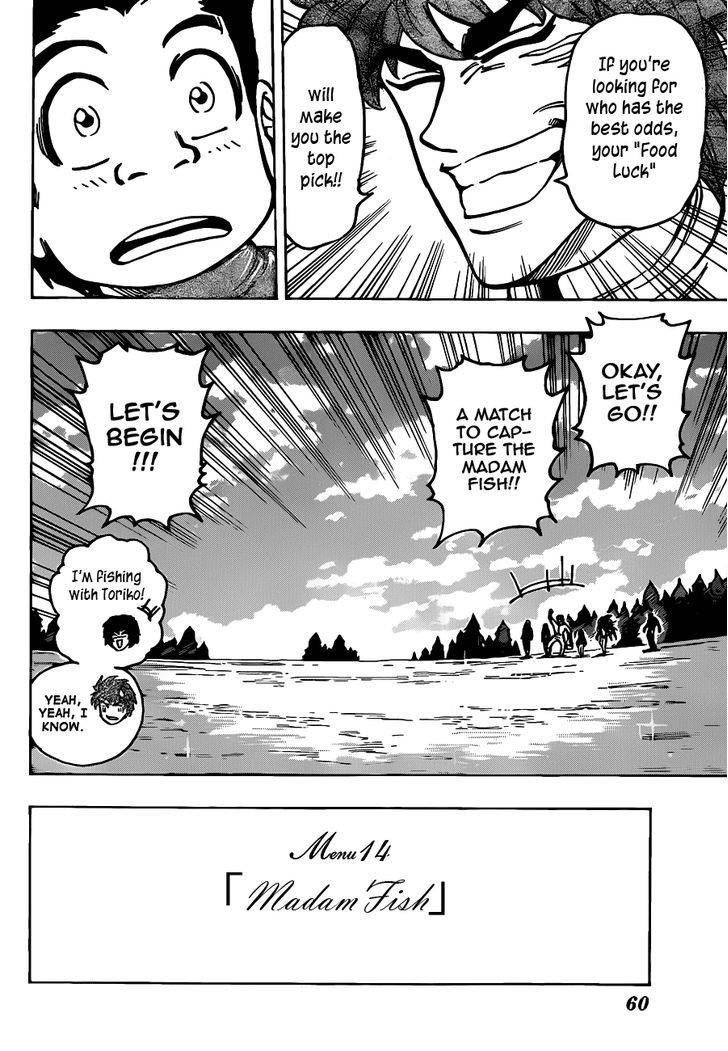 If you're
looking for
who has the
best odds,
your "Food
Luck"
will
make
you the
top
pick!!
OKAY,
LET'S
GO!!
A MATCH
TO CAP-
TURE THE
MADAM
FISH!!
LET'S
BEGIN
!!!
I'm fishing
with Toriko!
YEAH,
YEAH, I
KNOW.
Menu 14
「Madam Fish」
60